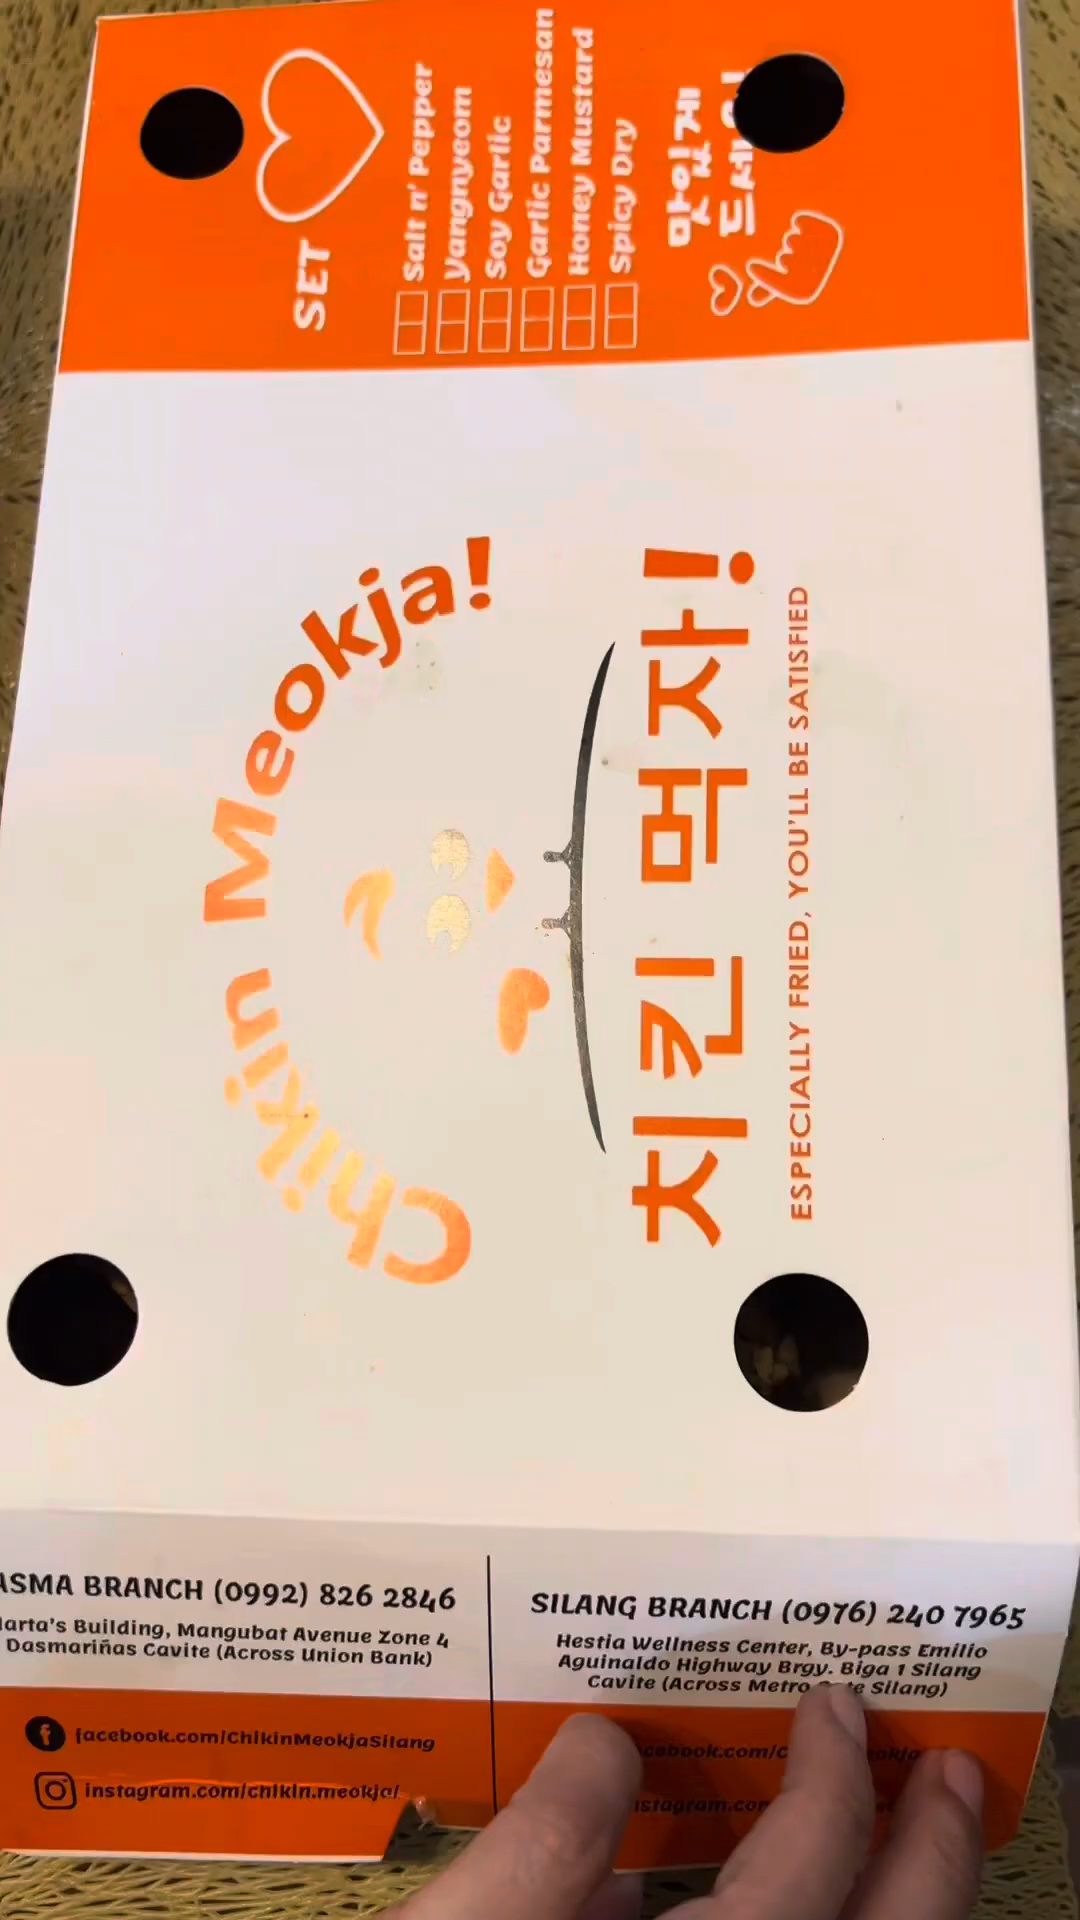 SET
Salt n' Pepper
Yangnyeom
Soy Garlic
Garlic Parmesan
Honey Mustard
Spicy Dry
맛있게
Chikin Meokja!
치킨 먹자!
ESPECIALLY FRIED, YOU'LL BE SATISFIED
BRANCH (0992) 826 2846
Building, Mangubat Avenue Zone 4
Dasmariñas Cavite (Across Union Bank)
facebook.com/ChikinMeokjaSilang
instagram.com/chikin.meokja/
SILANG BRANCH (0976) 240 7965
Hestia Wellness Center, By-pass Emilio
Aguinaldo Highway Brgy. Biga 1 Silang
Cavite (Across Metro Silang)